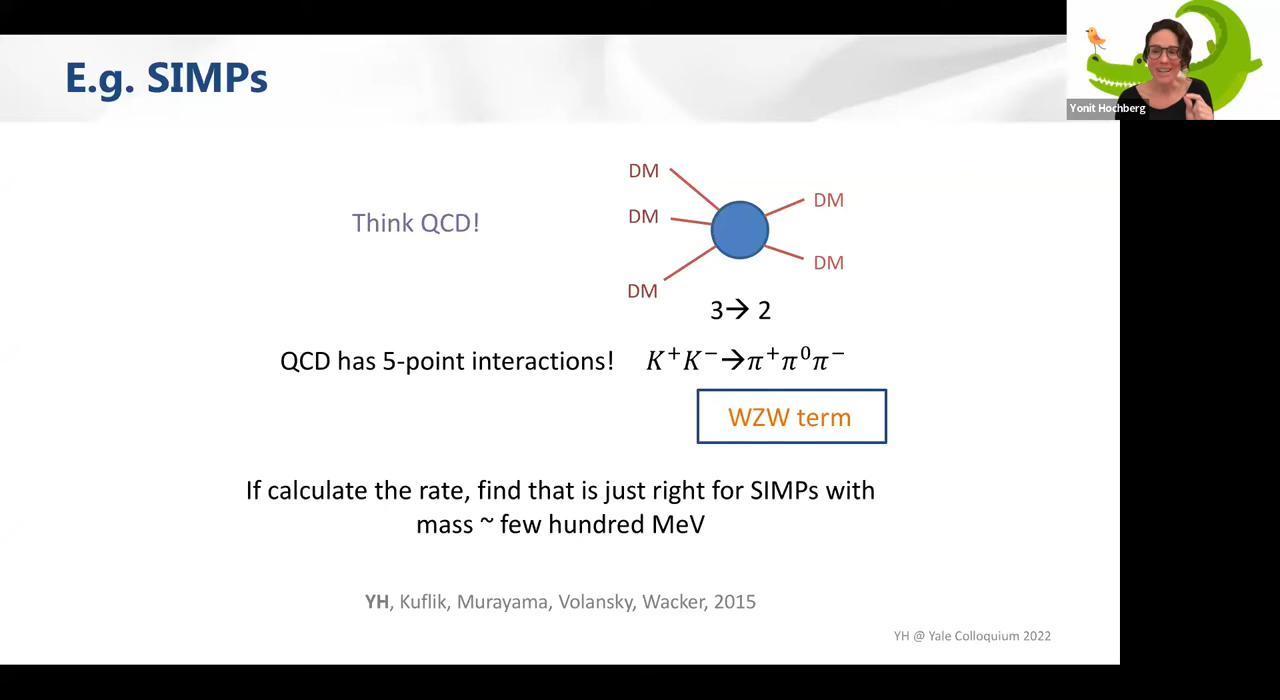 E.g. SIMPs
Yonit Hochberg
Think QCD!
DM
DM
DM
DM
DM
3→ 2
QCD has 5-point interactions!
K⁺K⁻→π⁺π⁰π⁻
WZW term
If calculate the rate, find that is just right for SIMPs with
mass ~ few hundred MeV
YH, Kuflik, Murayama, Volansky, Wacker, 2015
YH @ Yale Colloquium 2022